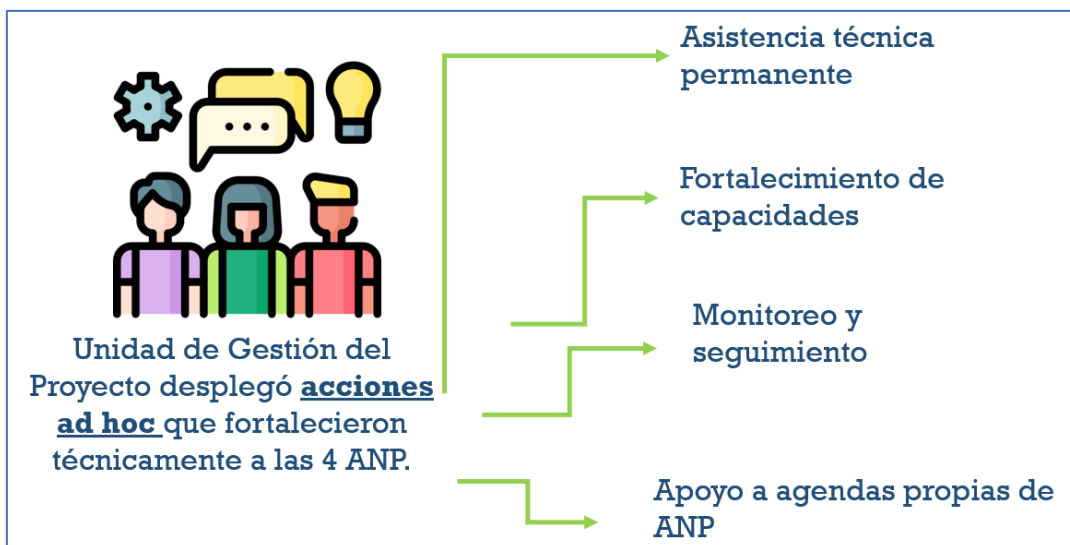 Unidad de Gestión del
Proyecto desplegó acciones
ad hoc que fortalecieron
técnicamente a las 4 ANP.
Asistencia técnica
permanente
Fortalecimiento de
capacidades
Monitoreo y
seguimiento
Apoyo a agendas propias de
ANP